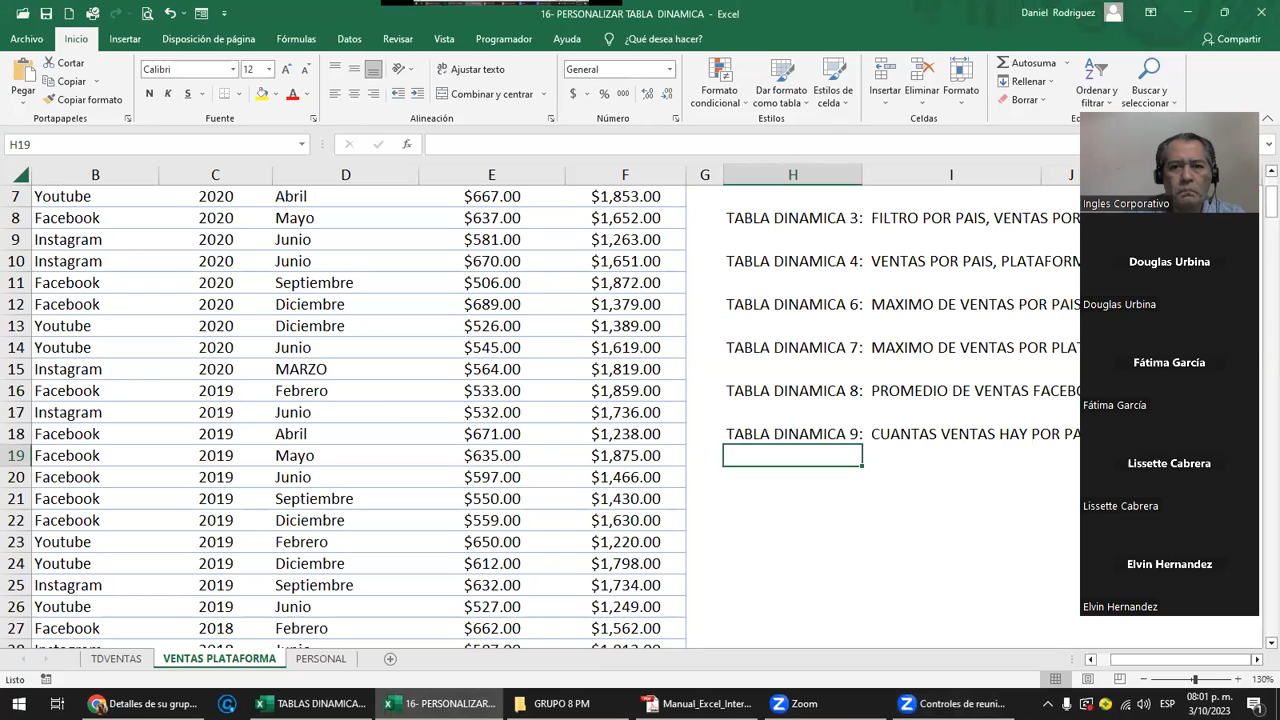 16- PERSONALIZAR TABLA DINAMICA - Excel
Daniel Rodriguez
Archivo Inicio Insertar Disposición de página Fórmulas Datos Revisar Vista Programador Ayuda ¿Qué desea hacer? Compartir
Pegar
Cortar
Copiar
Copiar formato
Portapapeles
Calibri 12
N K S
Fuente
Ajustar texto
Combinar y centrar
Alineación
General
$ % 000
Número
Formato condicional
Dar formato como tabla
Estilos de celda
Estilos
Insertar Eliminar Formato
Celdas
Autosuma
Rellenar
Borrar
Ordenar y filtrar
Buscar y seleccionar
H19
fx
B C D E F G H I J
7 Youtube 2020 Abril $667.00 $1,853.00
8 Facebook 2020 Mayo $637.00 $1,652.00 TABLA DINAMICA 3: FILTRO POR PAIS, VENTAS POR
9 Instagram 2020 Junio $581.00 $1,263.00
10 Instagram 2020 Junio $670.00 $1,651.00 TABLA DINAMICA 4: VENTAS POR PAIS, PLATAFORM
11 Facebook 2020 Septiembre $506.00 $1,872.00
12 Facebook 2020 Diciembre $689.00 $1,379.00 TABLA DINAMICA 6: MAXIMO DE VENTAS POR PAIS
13 Youtube 2020 Diciembre $526.00 $1,389.00
14 Youtube 2020 Junio $545.00 $1,619.00 TABLA DINAMICA 7: MAXIMO DE VENTAS POR PLA
15 Instagram 2020 MARZO $564.00 $1,819.00
16 Facebook 2019 Febrero $533.00 $1,859.00 TABLA DINAMICA 8: PROMEDIO DE VENTAS FACEB
17 Instagram 2019 Junio $532.00 $1,736.00
18 Facebook 2019 Abril $671.00 $1,238.00 TABLA DINAMICA 9: CUANTAS VENTAS HAY POR PA
19 Facebook 2019 Mayo $635.00 $1,875.00
20 Facebook 2019 Junio $597.00 $1,466.00
21 Facebook 2019 Septiembre $550.00 $1,430.00
22 Facebook 2019 Diciembre $559.00 $1,630.00
23 Youtube 2019 Febrero $650.00 $1,220.00
24 Youtube 2019 Diciembre $612.00 $1,798.00
25 Instagram 2019 Septiembre $632.00 $1,734.00
26 Youtube 2019 Junio $527.00 $1,249.00
27 Facebook 2018 Febrero $662.00 $1,562.00
Ingles Corporativo
Douglas Urbina
Douglas Urbina
Fátima García
Fátima García
Lissette Cabrera
Lissette Cabrera
Elvin Hernandez
Elvin Hernandez
TDVENTAS VENTAS PLATAFORMA PERSONAL
Listo 130%
Detalles de su grup... TABLAS DINAMICA... 16- PERSONALIZAR... GRUPO 8 PM Manual_Excel_Inter... Zoom Controles de reuni...
ESP
08:01 p. m.
3/10/2023